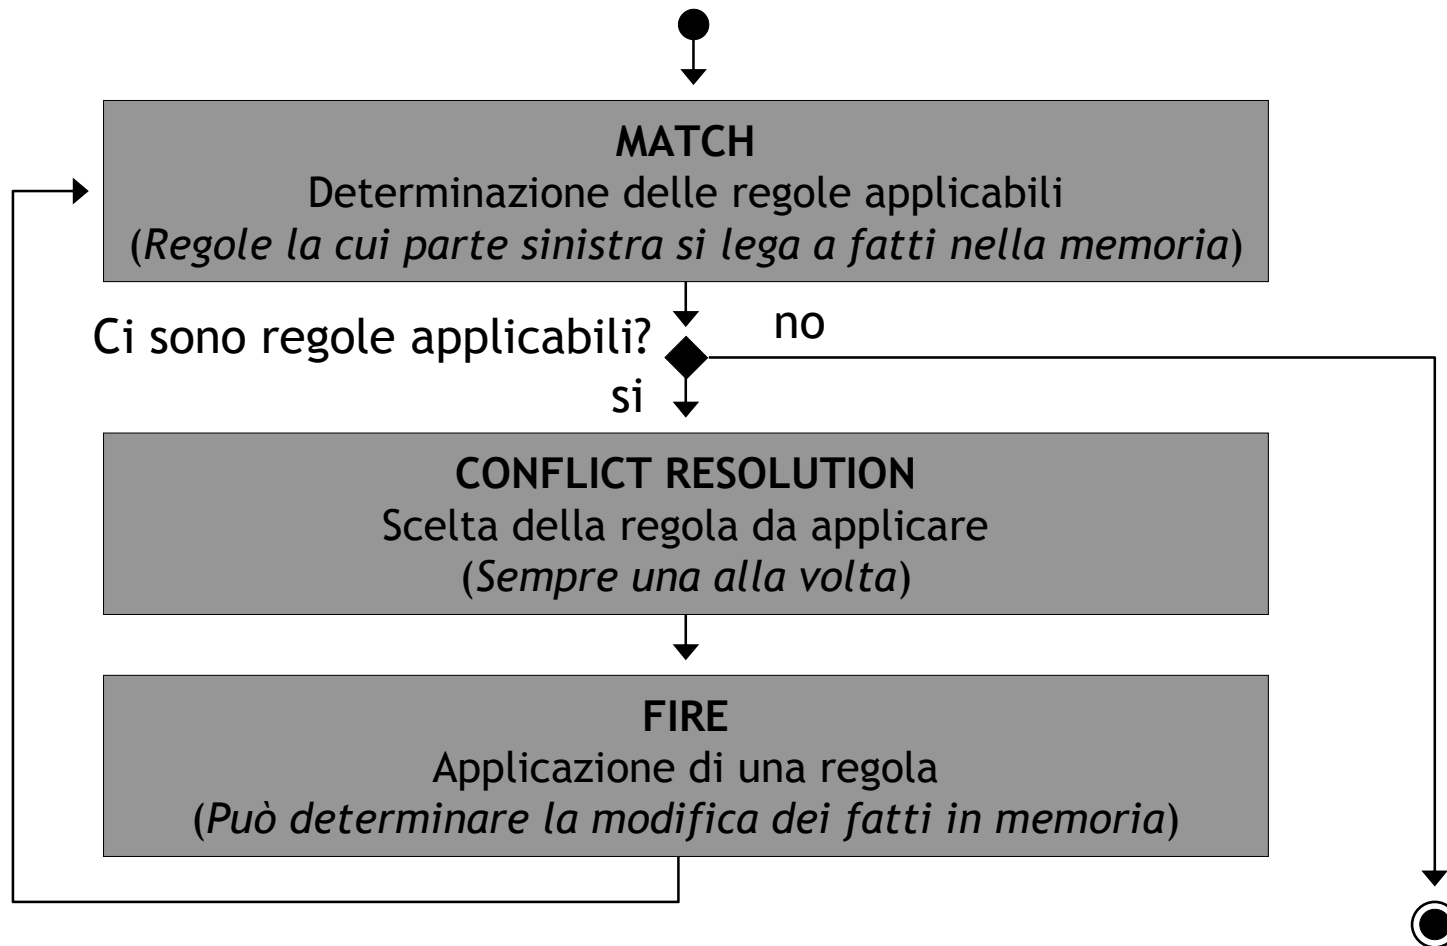 MATCH
Determinazione delle regole applicabili
(Regole la cui parte sinistra si lega a fatti nella memoria)
Ci sono regole applicabili?
no
si
CONFLICT RESOLUTION
Scelta della regola da applicare
(Sempre una alla volta)
FIRE
Applicazione di una regola
(Può determinare la modifica dei fatti in memoria)